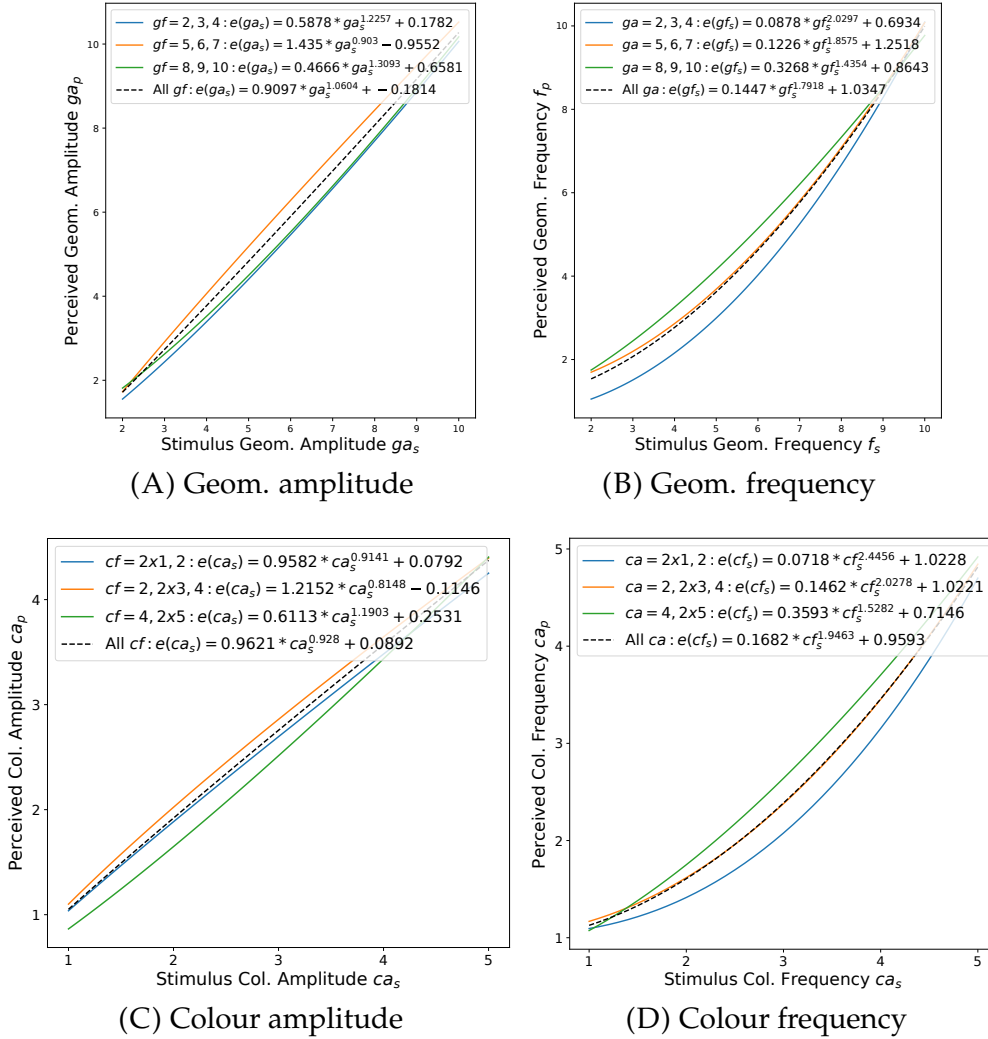 gf = 2, 3, 4 : e(ga_s) = 0.5878 * ga_s^1.2257 + 0.1782
gf = 5, 6, 7 : e(ga_s) = 1.435 * ga_s^0.903 − 0.9552
gf = 8, 9, 10 : e(ga_s) = 0.4666 * ga_s^1.3093 + 0.6581
All gf : e(ga_s) = 0.9097 * ga_s^1.0604 + − 0.1814
Perceived Geom. Amplitude ga_p
10
8
6
4
2
2 3 4 5 6 7 8 9 10
Stimulus Geom. Amplitude ga_s
(A) Geom. amplitude
ga = 2, 3, 4 : e(gf_s) = 0.0878 * gf_s^2.0297 + 0.6934
ga = 5, 6, 7 : e(gf_s) = 0.1226 * gf_s^1.8575 + 1.2518
ga = 8, 9, 10 : e(gf_s) = 0.3268 * gf_s^1.4354 + 0.8643
All ga : e(gf_s) = 0.1447 * gf_s^1.7918 + 1.0347
Perceived Geom. Frequency f_p
10
8
6
4
2
2 3 4 5 6 7 8 9 10
Stimulus Geom. Frequency f_s
(B) Geom. frequency
cf = 2x1, 2 : e(ca_s) = 0.9582 * ca_s^0.9141 + 0.0792
cf = 2, 2x3, 4 : e(ca_s) = 1.2152 * ca_s^0.8148 − 0.1146
cf = 4, 2x5 : e(ca_s) = 0.6113 * ca_s^1.1903 + 0.2531
All cf : e(ca_s) = 0.9621 * ca_s^0.928 + 0.0892
Perceived Col. Amplitude ca_p
4
3
2
1
1 2 3 4 5
Stimulus Col. Amplitude ca_s
(C) Colour amplitude
ca = 2x1, 2 : e(cf_s) = 0.0718 * cf_s^2.4456 + 1.0228
ca = 2, 2x3, 4 : e(cf_s) = 0.1462 * cf_s^2.0278 + 1.0221
ca = 4, 2x5 : e(cf_s) = 0.3593 * cf_s^1.5282 + 0.7146
All ca : e(cf_s) = 0.1682 * cf_s^1.9463 + 0.9593
Perceived Col. Frequency ca_p
5
4
3
2
1
1 2 3 4 5
Stimulus Col. Frequency ca_s
(D) Colour frequency